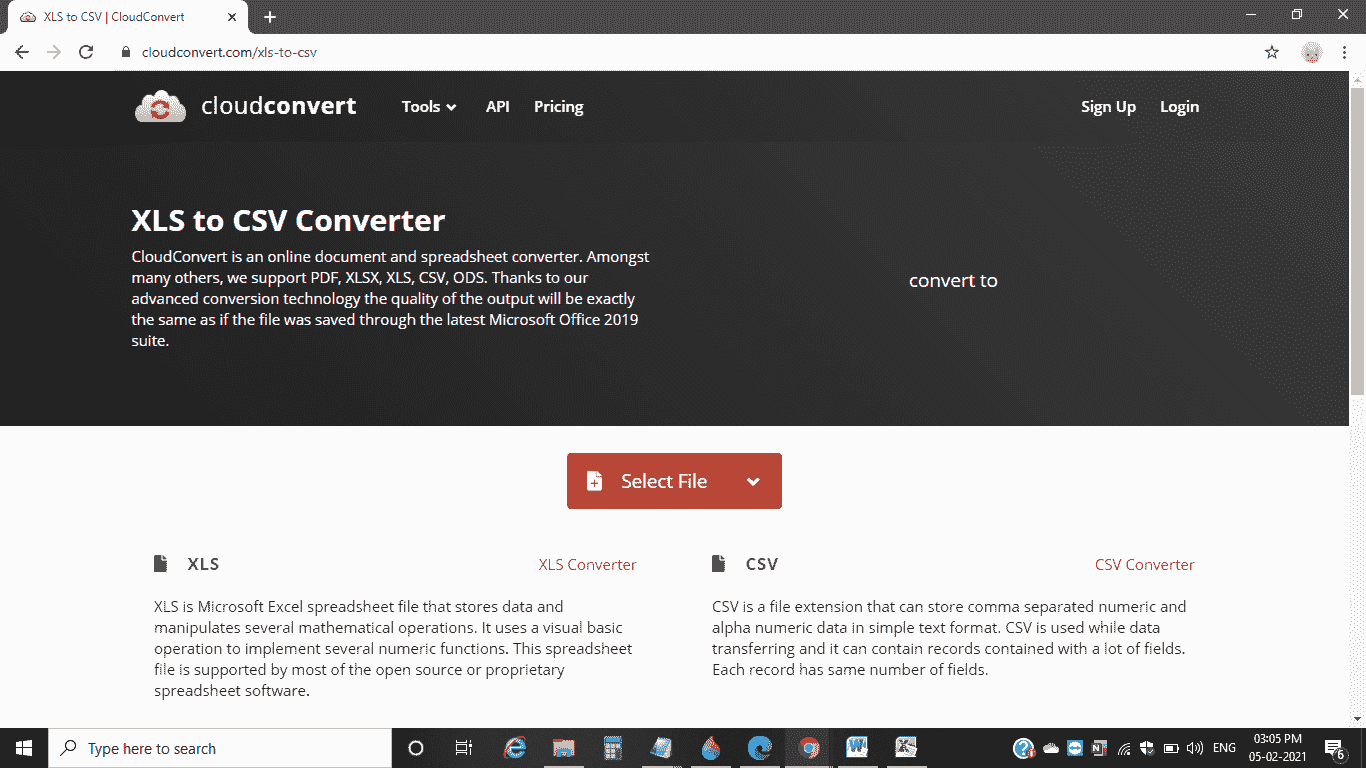 XLS to CSV | CloudConvert
cloudconvert.com/xls-to-csv
cloudconvert
Tools
API
Pricing
Sign Up
Login
XLS to CSV Converter
CloudConvert is an online document and spreadsheet converter. Amongst
many others, we support PDF, XLSX, XLS, CSV, ODS. Thanks to our
advanced conversion technology the quality of the output will be exactly
the same as if the file was saved through the latest Microsoft Office 2019
suite.
convert to
Select File
XLS
XLS Converter
XLS is Microsoft Excel spreadsheet file that stores data and
manipulates several mathematical operations. It uses a visual basic
operation to implement several numeric functions. This spreadsheet
file is supported by most of the open source or proprietary
spreadsheet software.
CSV
CSV Converter
CSV is a file extension that can store comma separated numeric and
alpha numeric data in simple text format. CSV is used while data
transferring and it can contain records contained with a lot of fields.
Each record has same number of fields.
Type here to search
ENG
03:05 PM
05-02-2021
6